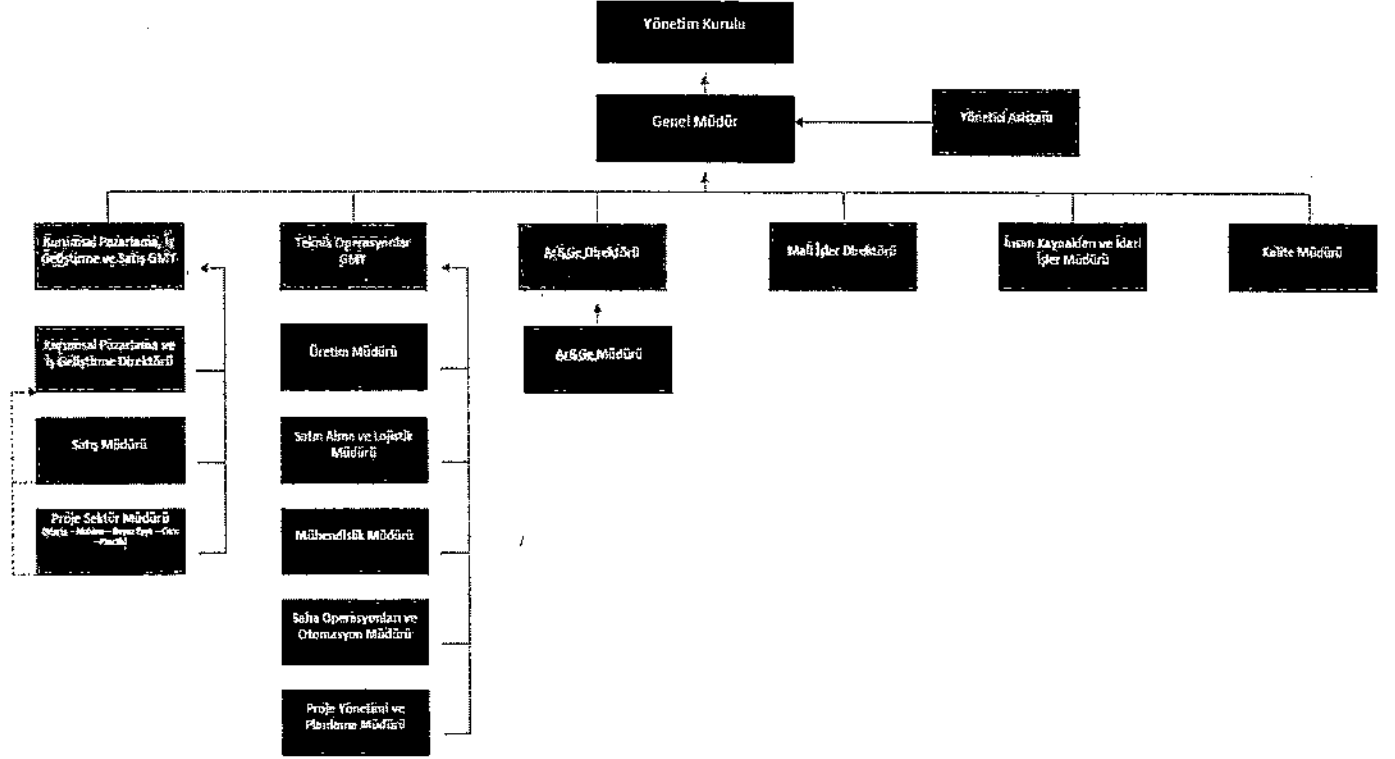 Yönetim Kurulu
Genel Müdür
Yönetici Asistanı
Kurumsal Pazarlama, İş
Geliştirme ve Satış GMY
Teknik Operasyonlar
GMY
Ar&Ge Direktörü
Mali İşler Direktörü
İnsan Kaynakları ve İdari
İşler Müdürü
Kalite Müdürü
Kurumsal Pazarlama ve
İş Geliştirme Direktörü
Üretim Müdürü
Ar&Ge Müdürü
Satış Müdürü
Satın Alma ve Lojistik
Müdürü
Proje Sektör Müdürü
Mühendislik Müdürü
Saha Operasyonları ve
Otomasyon Müdürü
Proje Yönetimi ve
Planlama Müdürü